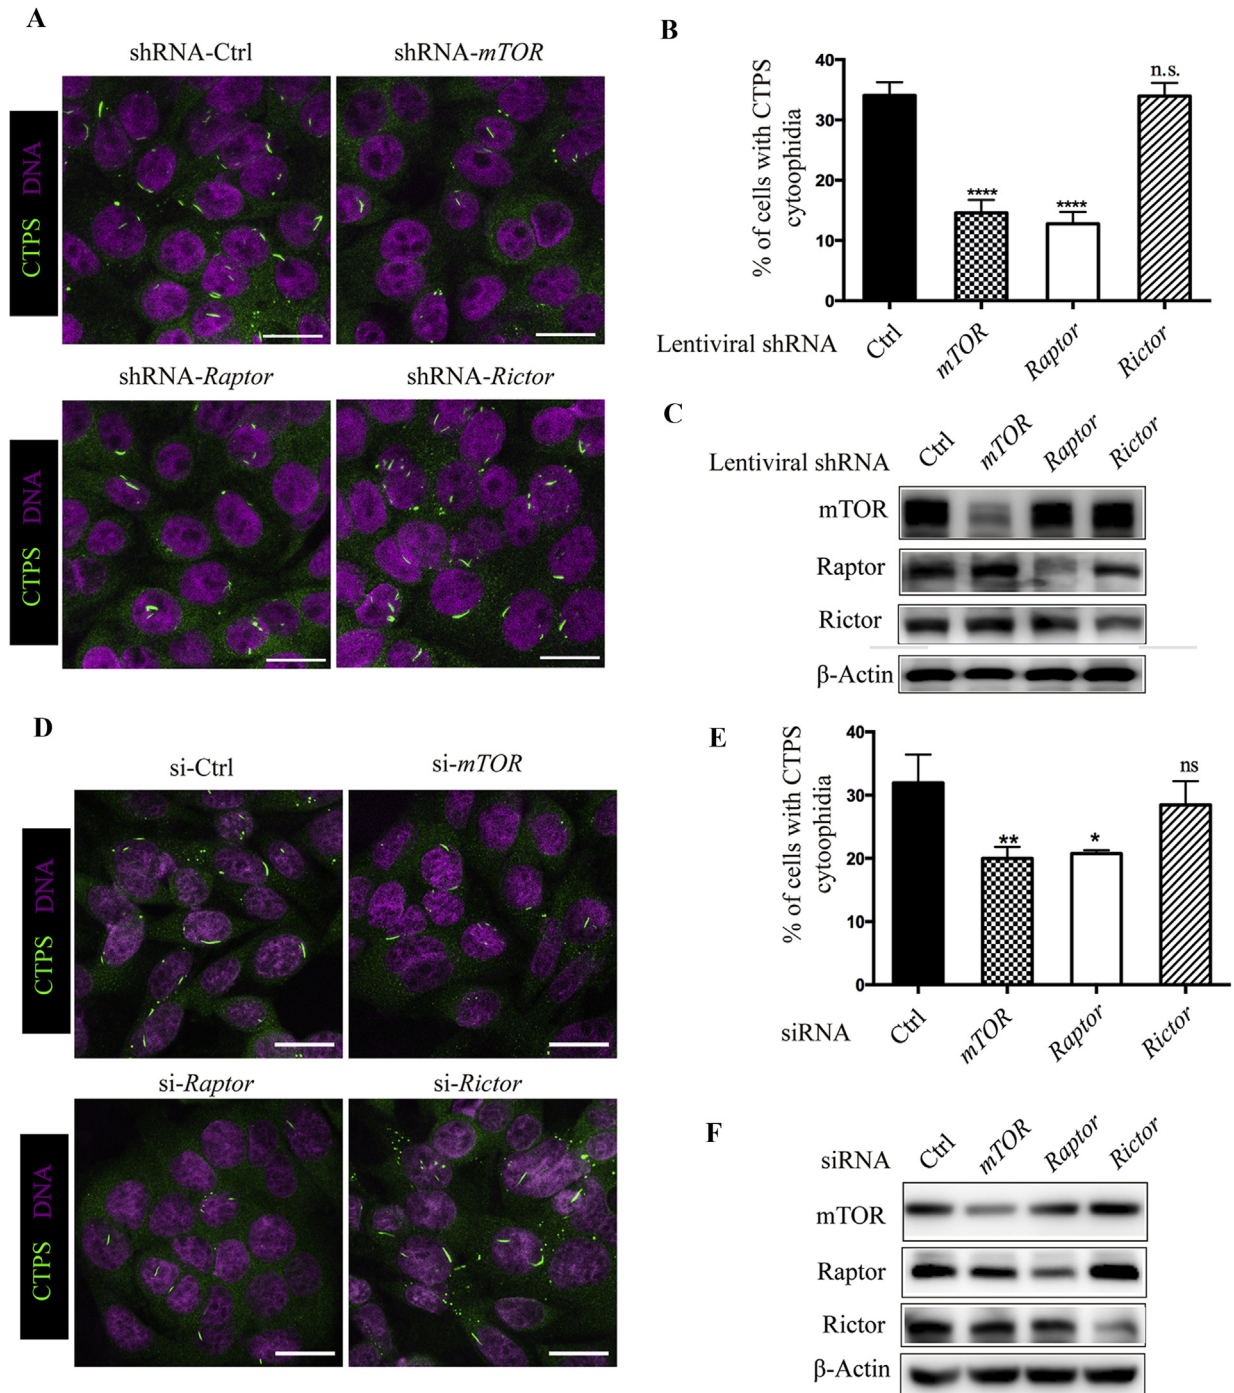 A
shRNA-Ctrl shRNA-mTOR
CTPS DNA
shRNA-Raptor shRNA-Rictor
CTPS DNA
B
% of cells with CTPS
cytoophidia
40
30
20
10
0
**** **** n.s.
Lentiviral shRNA Ctrl mTOR Raptor Rictor
C
Lentiviral shRNA Ctrl mTOR Raptor Rictor
mTOR
Raptor
Rictor
β-Actin
D
si-Ctrl si-mTOR
CTPS DNA
si-Raptor si-Rictor
CTPS DNA
E
% of cells with CTPS
cytoophidia
40
30
20
10
0
** * ns
siRNA Ctrl mTOR Raptor Rictor
F
siRNA Ctrl mTOR Raptor Rictor
mTOR
Raptor
Rictor
β-Actin